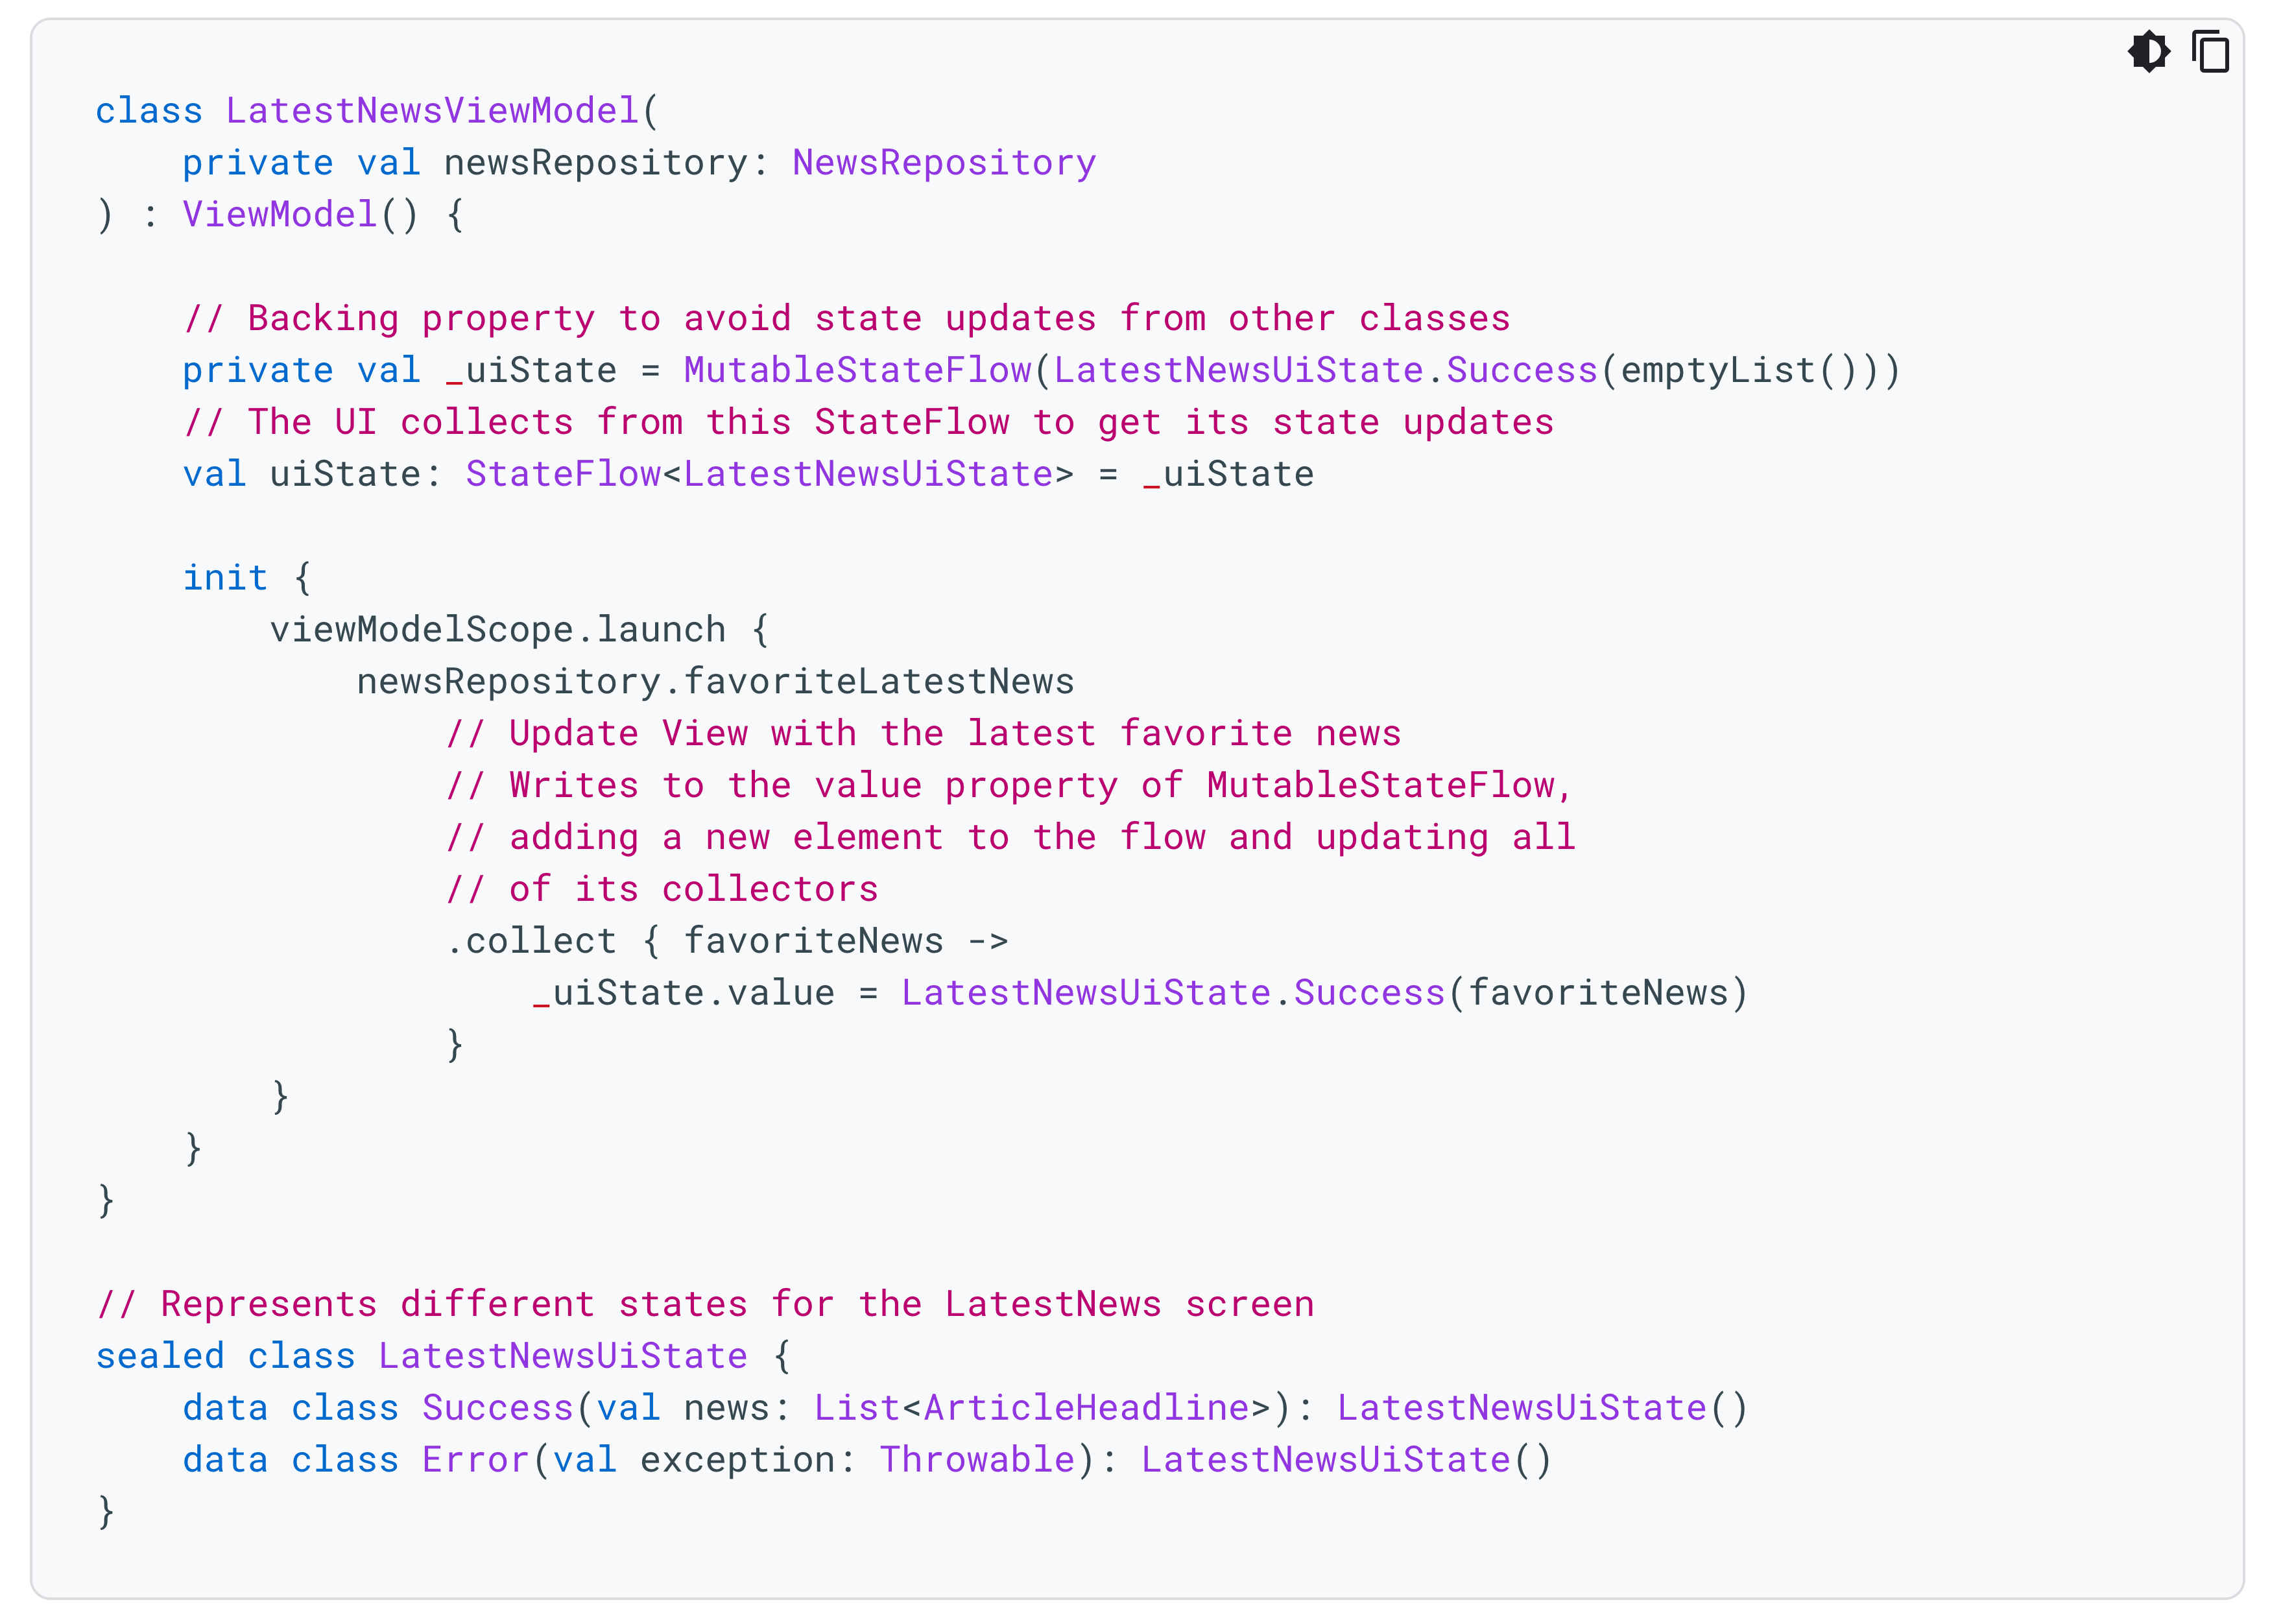 class LatestNewsViewModel(
    private val newsRepository: NewsRepository
) : ViewModel() {

    // Backing property to avoid state updates from other classes
    private val _uiState = MutableStateFlow(LatestNewsUiState.Success(emptyList()))
    // The UI collects from this StateFlow to get its state updates
    val uiState: StateFlow<LatestNewsUiState> = _uiState

    init {
        viewModelScope.launch {
            newsRepository.favoriteLatestNews
                // Update View with the latest favorite news
                // Writes to the value property of MutableStateFlow,
                // adding a new element to the flow and updating all
                // of its collectors
                .collect { favoriteNews ->
                    _uiState.value = LatestNewsUiState.Success(favoriteNews)
                }
        }
    }
}

// Represents different states for the LatestNews screen
sealed class LatestNewsUiState {
    data class Success(val news: List<ArticleHeadline>): LatestNewsUiState()
    data class Error(val exception: Throwable): LatestNewsUiState()
}